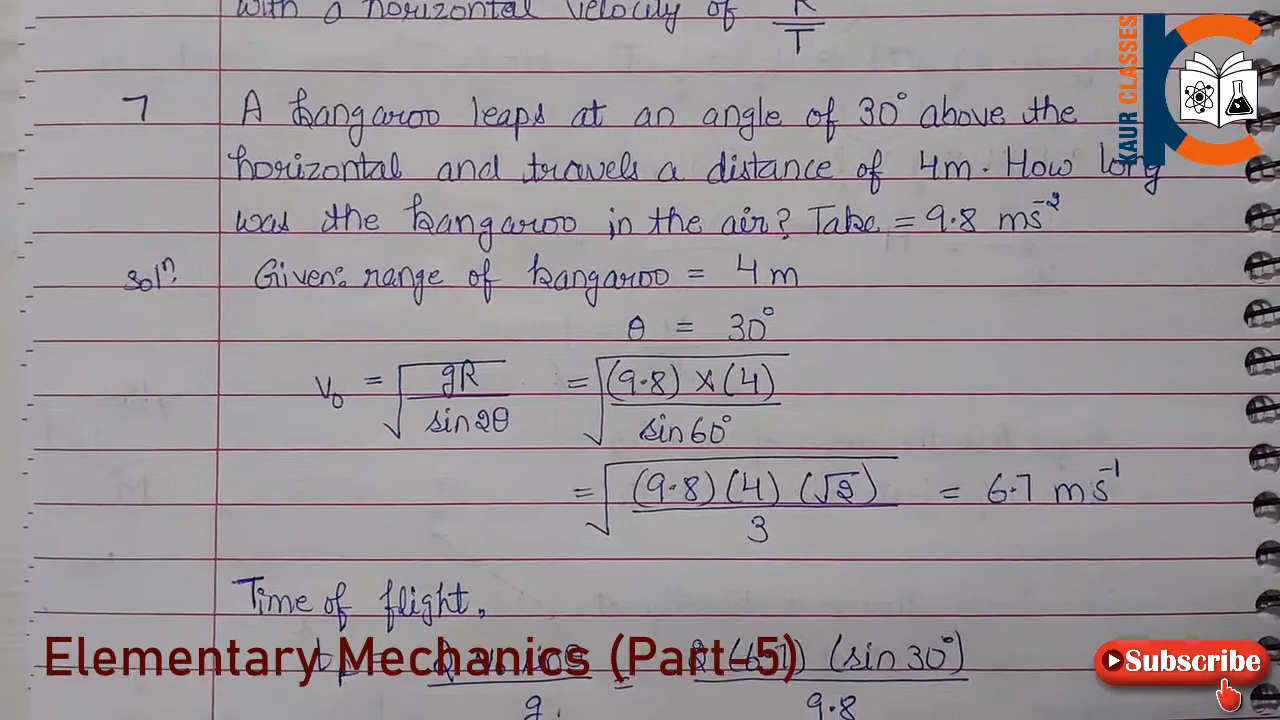 with a horizontal velocity of R/T
KAUR CLASSES
7 A kangaroo leaps at an angle of 30° above the
horizontal and travels a distance of 4m. How long
was the kangaroo in the air? Take = 9.8 ms⁻²
Solⁿ. Given: range of kangaroo = 4 m
θ = 30°
V₀ = √(gR / sin2θ) = √((9.8) × (4) / sin60°)
= √((9.8)(4)(√2) / 3) = 6.7 ms⁻¹
Time of flight,
(sin 30°)
g 9.8
Elementary Mechanics (Part-5)
Subscribe